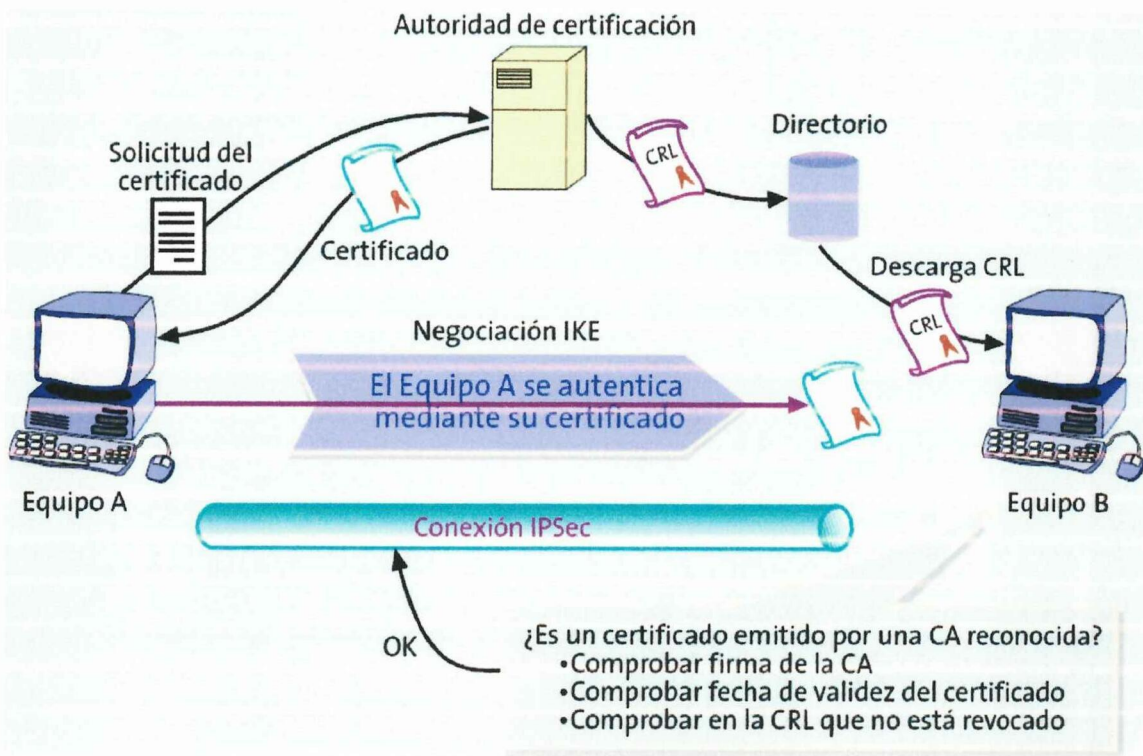 Autoridad de certificación
CRL
Directorio
Solicitud del
certificado
Certificado
Descarga CRL
CRL
Negociación IKE
El Equipo A se autentica
mediante su certificado
Equipo A
Equipo B
Conexión IPSec
OK
¿Es un certificado emitido por una CA reconocida?
•Comprobar firma de la CA
•Comprobar fecha de validez del certificado
•Comprobar en la CRL que no está revocado